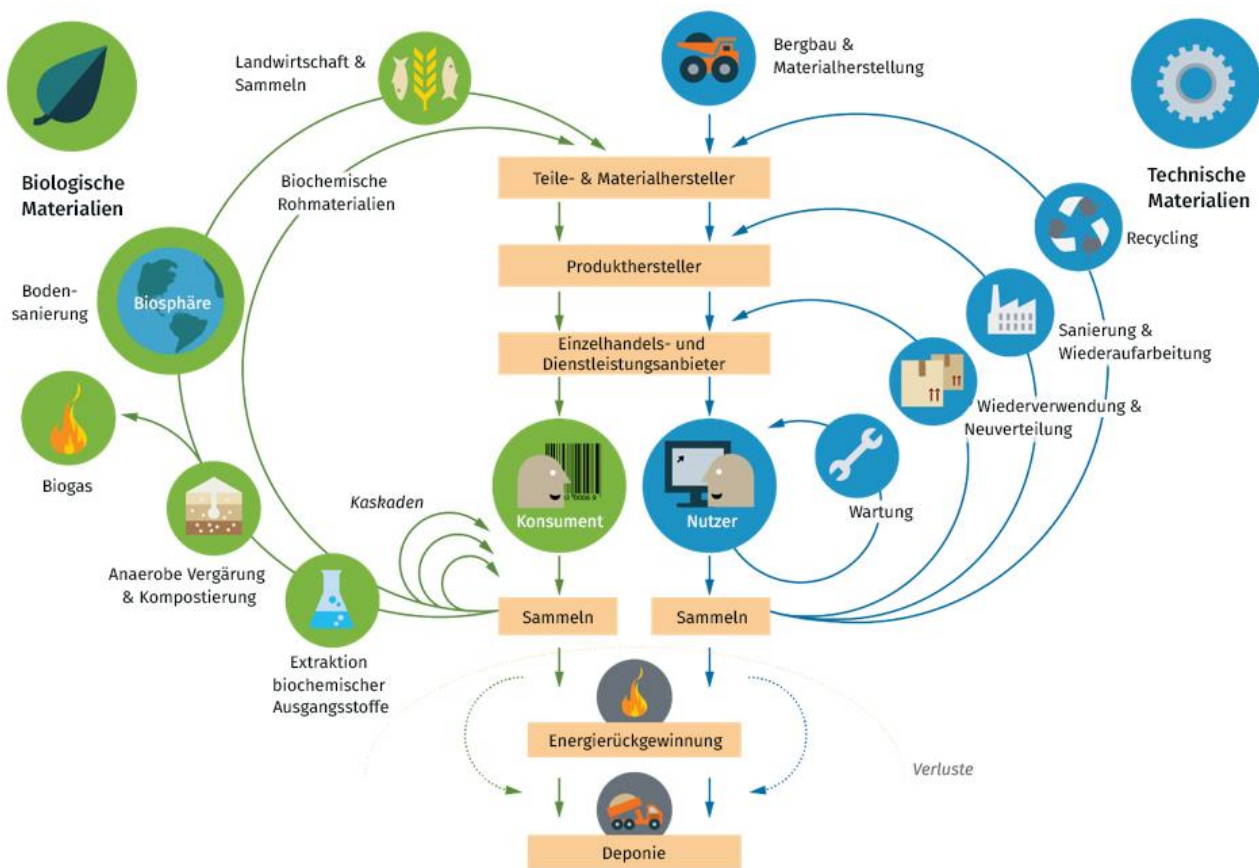 Landwirtschaft &
Sammeln
Bergbau &
Materialherstellung
Biologische
Materialien
Biochemische
Rohmaterialien
Teile- & Materialhersteller
Technische
Materialien
Recycling
Boden-
sanierung
Biosphäre
Produkthersteller
Sanierung &
Wiederaufarbeitung
Einzelhandels- und
Dienstleistungsanbieter
Wiederverwendung &
Neuverteilung
Biogas
Kaskaden
Konsument
Nutzer
Wartung
Anaerobe Vergärung
& Kompostierung
Sammeln
Sammeln
Extraktion
biochemischer
Ausgangsstoffe
Energierückgewinnung
Verluste
Deponie